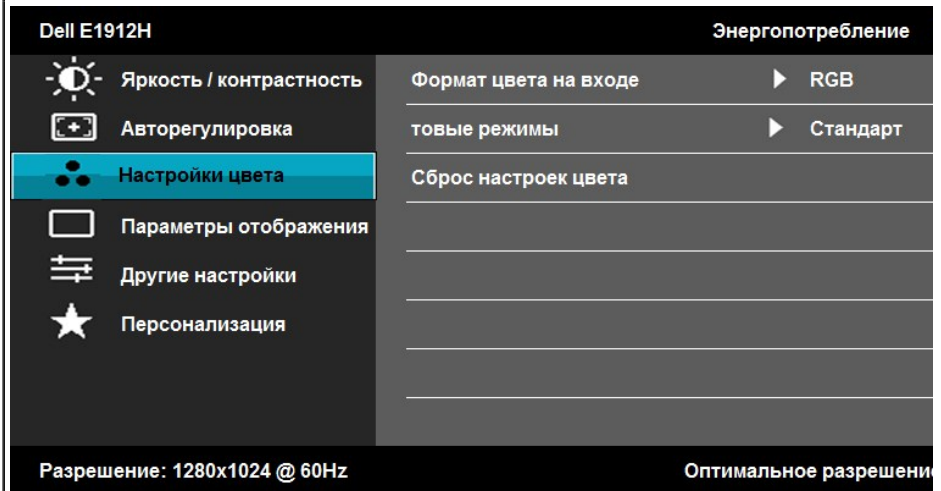 Dell E1912H Энергопотребление
Яркость / контрастность Формат цвета на входе RGB
Авторегулировка товые режимы Стандарт
Настройки цвета Сброс настроек цвета
Параметры отображения
Другие настройки
Персонализация
Разрешение: 1280x1024 @ 60Hz Оптимальное разрешени